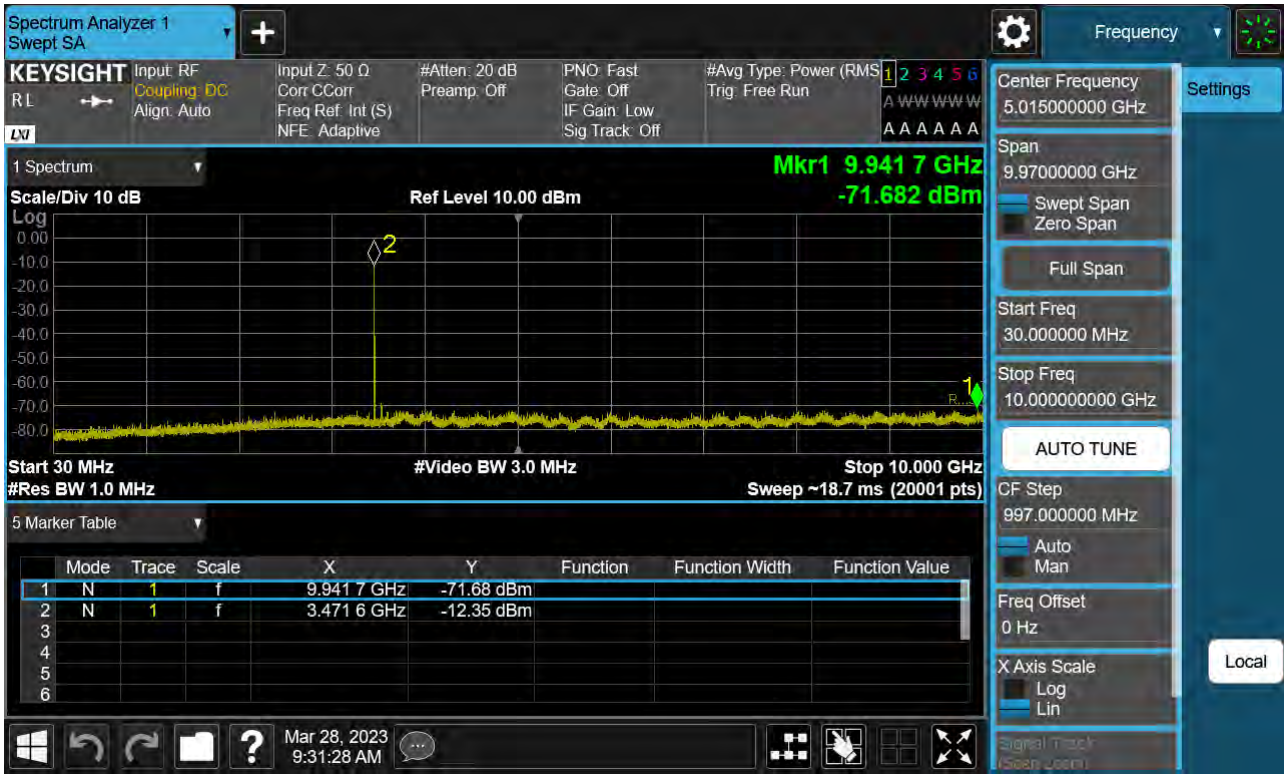 Spectrum Analyzer 1
Swept SA
+
Frequency
KEYSIGHT
RL
LXI
Input: RF
Coupling: DC
Align: Auto
Input Z: 50 Ω
Corr CCorr
Freq Ref: Int (S)
NFE: Adaptive
#Atten: 20 dB
Preamp: Off
PNO: Fast
Gate: Off
IF Gain: Low
Sig Track: Off
#Avg Type: Power (RMS
Trig: Free Run
1 2 3 4 5 6
A W W W W W
A A A A A A
1 Spectrum
Mkr1 9.941 7 GHz
-71.682 dBm
Scale/Div 10 dB
Ref Level 10.00 dBm
Log
0.00
-10.0
-20.0
-30.0
-40.0
-50.0
-60.0
-70.0
-80.0
2
1
R...
Start 30 MHz
#Video BW 3.0 MHz
Stop 10.000 GHz
#Res BW 1.0 MHz
Sweep ~18.7 ms (20001 pts)
5 Marker Table
Mode Trace Scale X Y Function Function Width Function Value
1 N 1 f 9.941 7 GHz -71.68 dBm
2 N 1 f 3.471 6 GHz -12.35 dBm
3
4
5
6
Mar 28, 2023
9:31:28 AM
?
Center Frequency
5.015000000 GHz
Settings
Span
9.97000000 GHz
Swept Span
Zero Span
Full Span
Start Freq
30.000000 MHz
Stop Freq
10.000000000 GHz
AUTO TUNE
CF Step
997.000000 MHz
Auto
Man
Freq Offset
0 Hz
X Axis Scale
Log
Lin
Local
Signal Track
(Span Zoom)